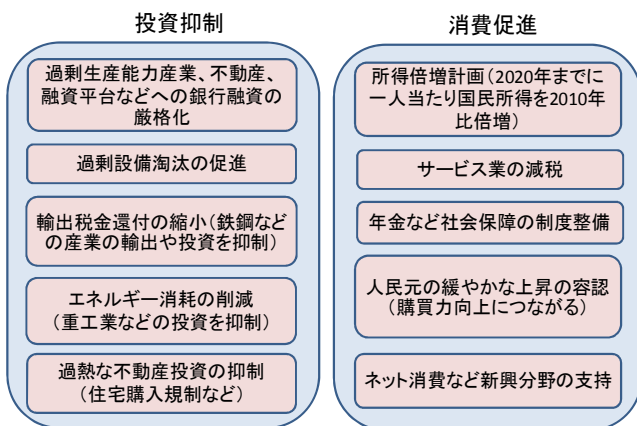 投資抑制
過剰生産能力産業、不動産、
融資平台などへの銀行融資の
厳格化
過剰設備淘汰の促進
輸出税金還付の縮小(鉄鋼など
の産業の輸出や投資を抑制)
エネルギー消耗の削減
(重工業などの投資を抑制)
過熱な不動産投資の抑制
(住宅購入規制など)
消費促進
所得倍増計画(2020年までに
一人当たり国民所得を2010年
比倍増)
サービス業の減税
年金など社会保障の制度整備
人民元の緩やかな上昇の容認
(購買力向上につながる)
ネット消費など新興分野の支持